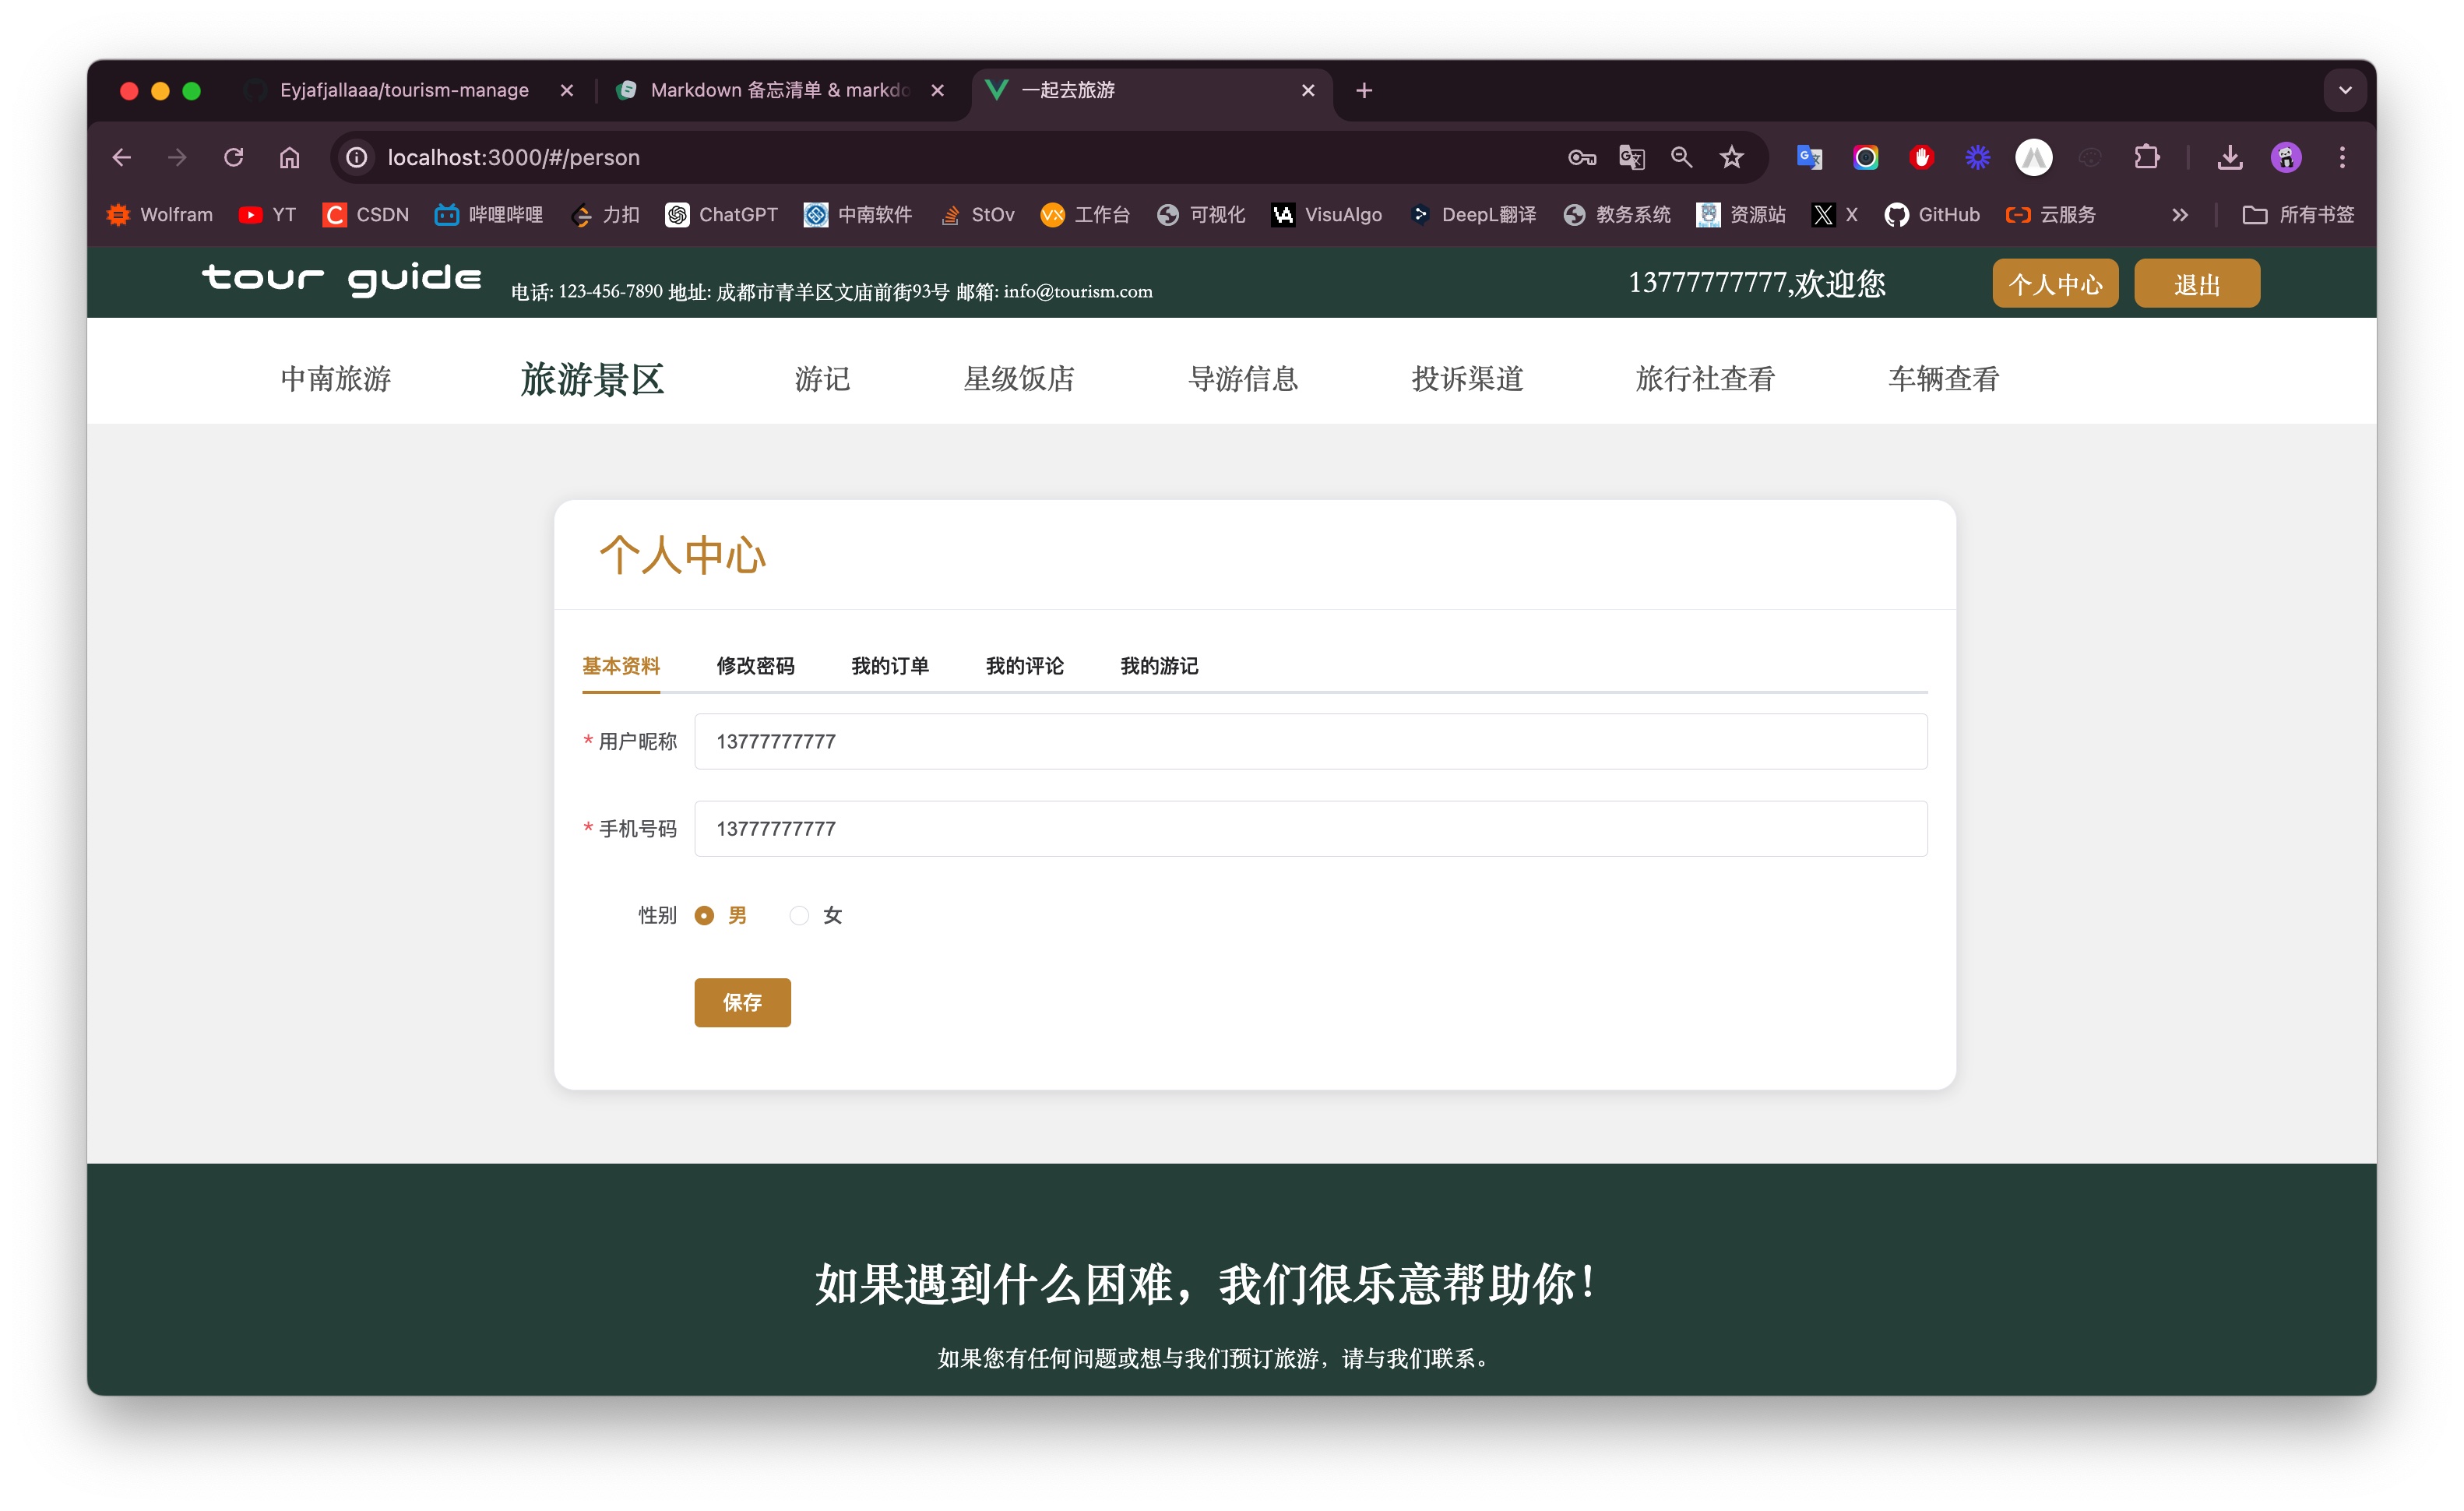 Eyjafjallaaa/tourism-manage
Markdown 备忘清单 & markdo
一起去旅游
localhost:3000/#/person
Wolfram YT CSDN 哔哩哔哩 力扣 ChatGPT 中南软件 StOv 工作台 可视化 VisuAlgo DeepL翻译 教务系统 资源站 X GitHub 云服务 所有书签
tour guide 电话: 123-456-7890 地址: 成都市青羊区文庙前街93号 邮箱: info@tourism.com 13777777777,欢迎您 个人中心 退出
中南旅游 旅游景区 游记 星级饭店 导游信息 投诉渠道 旅行社查看 车辆查看
个人中心
基本资料 修改密码 我的订单 我的评论 我的游记
* 用户昵称 13777777777
* 手机号码 13777777777
性别 男 女
保存
如果遇到什么困难，我们很乐意帮助你！
如果您有任何问题或想与我们预订旅游，请与我们联系。